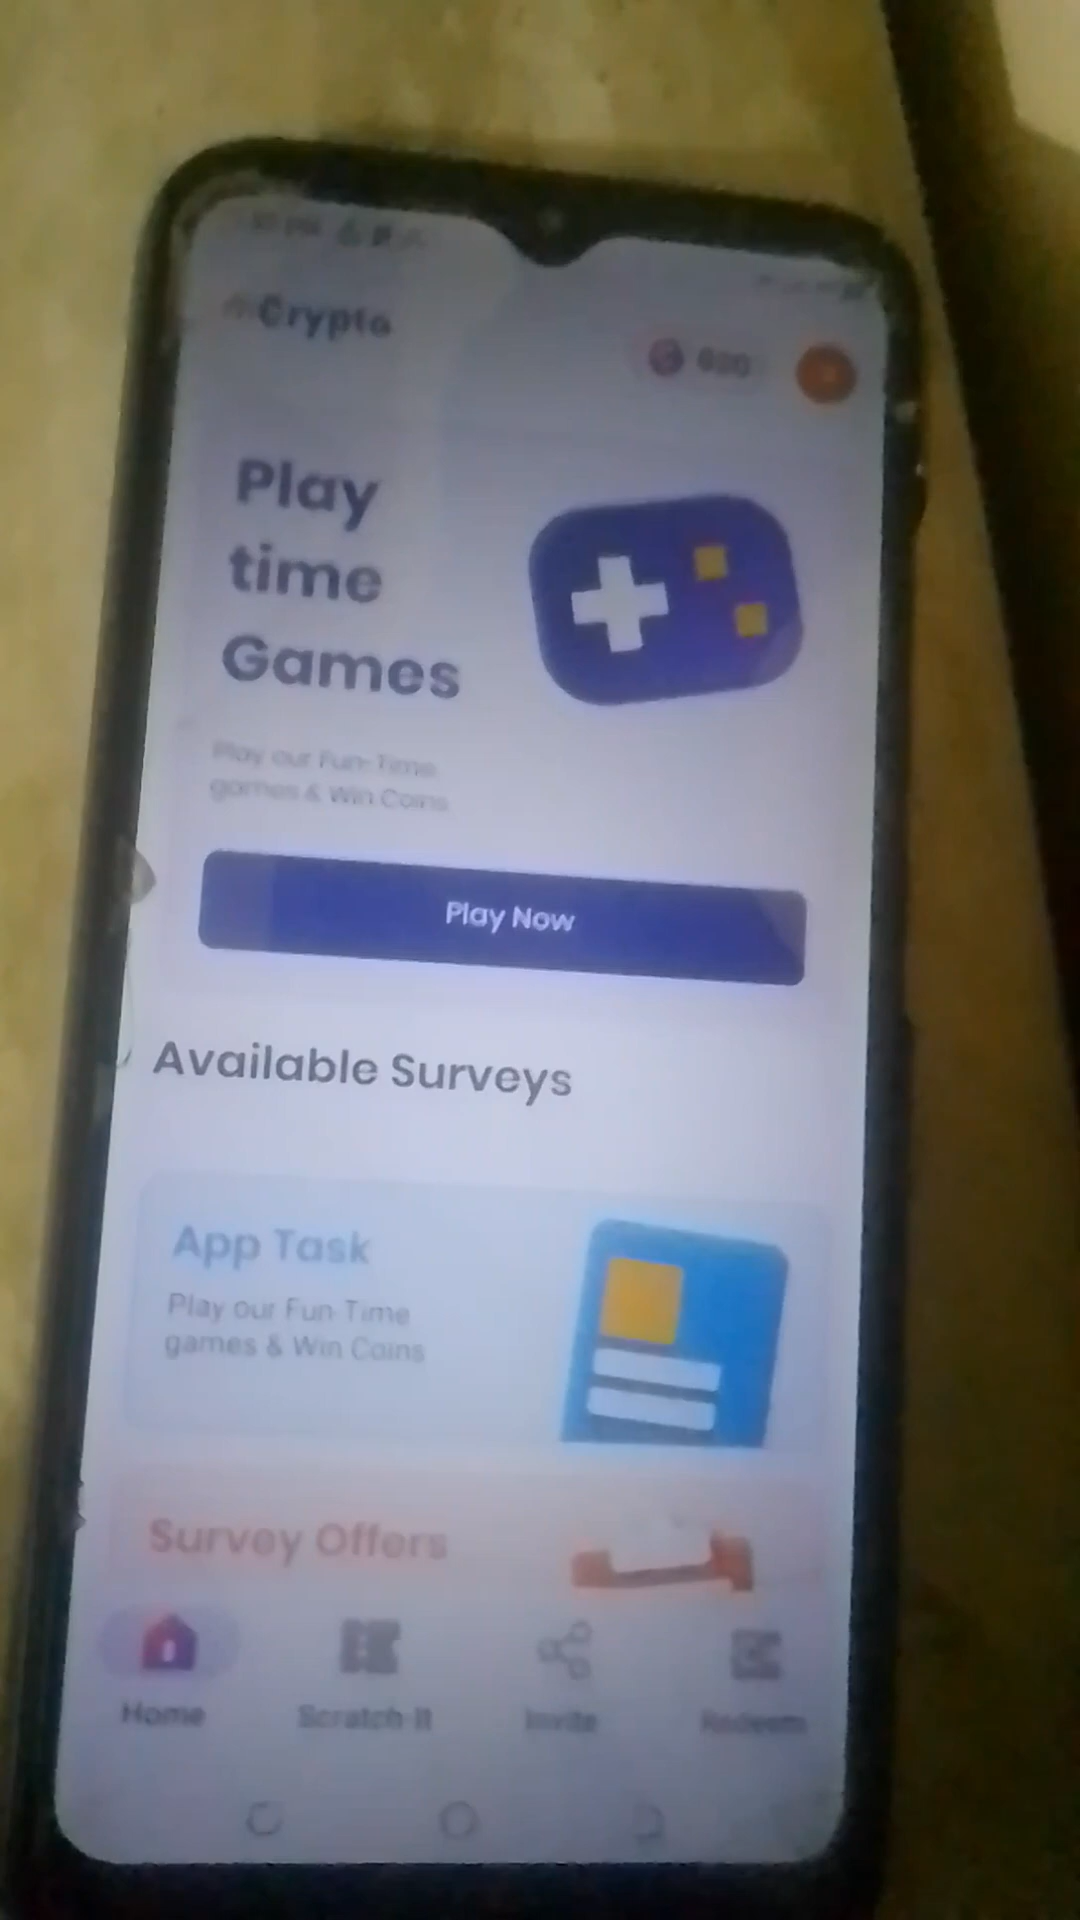 Crypto
Play
time
Games
Play our Fun-Time
games & Win Coins
Play Now
Available Surveys
App Task
Play our Fun-Time
games & Win Coins
Survey Offers
Home
Scratch-It
Invite
Redeem